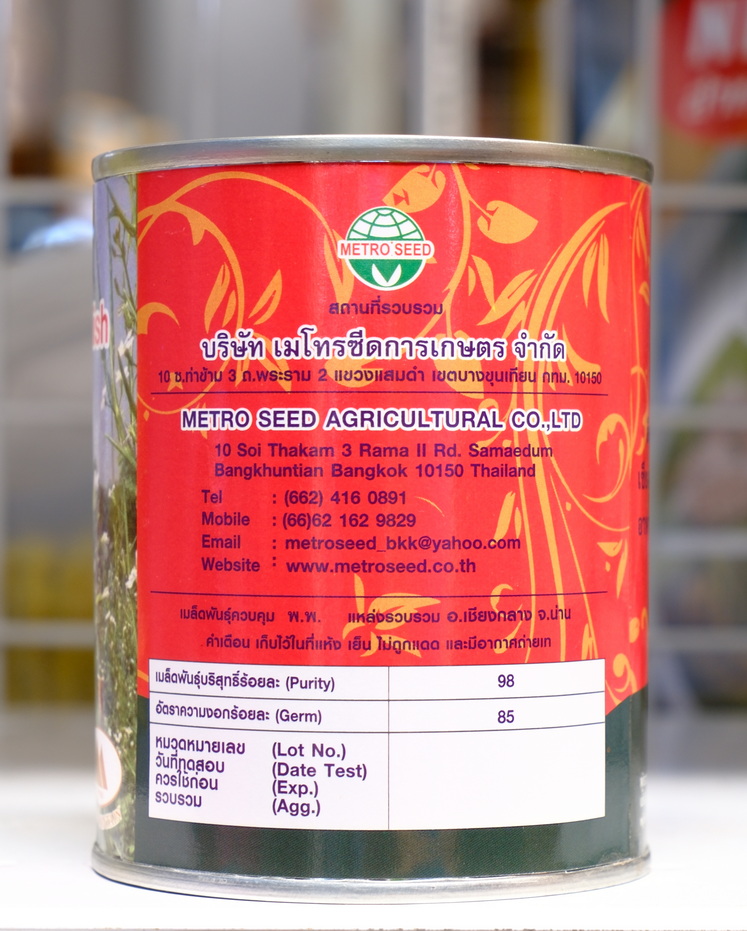 METRO SEED
สถานที่รวบรวม
บริษัท เมโทรซีดการเกษตร จำกัด
10 ซ.ท่าข้าม 3 ถ.พระราม 2 แขวงแสมดำ เขตบางขุนเทียน กทม. 10150
METRO SEED AGRICULTURAL CO.,LTD
10 Soi Thakam 3 Rama II Rd. Samaedum
Bangkhuntian Bangkok 10150 Thailand
Tel : (662) 416 0891
Mobile : (66)62 162 9829
Email : metroseed_bkk@yahoo.com
Website : www.metroseed.co.th
เมล็ดพันธุ์ควบคุม พ.พ. แหล่งรวบรวม อ.เชียงกลาง จ.น่าน
คำเตือน เก็บไว้ในที่แห้ง เย็น ไม่ถูกแดด และมีอากาศถ่ายเท
เมล็ดพันธุ์บริสุทธิ์ร้อยละ (Purity) 98
อัตราความงอกร้อยละ (Germ) 85
หมวดหมายเลข (Lot No.)
วันที่ทดสอบ (Date Test)
ควรใช้ก่อน (Exp.)
รวบรวม (Agg.)